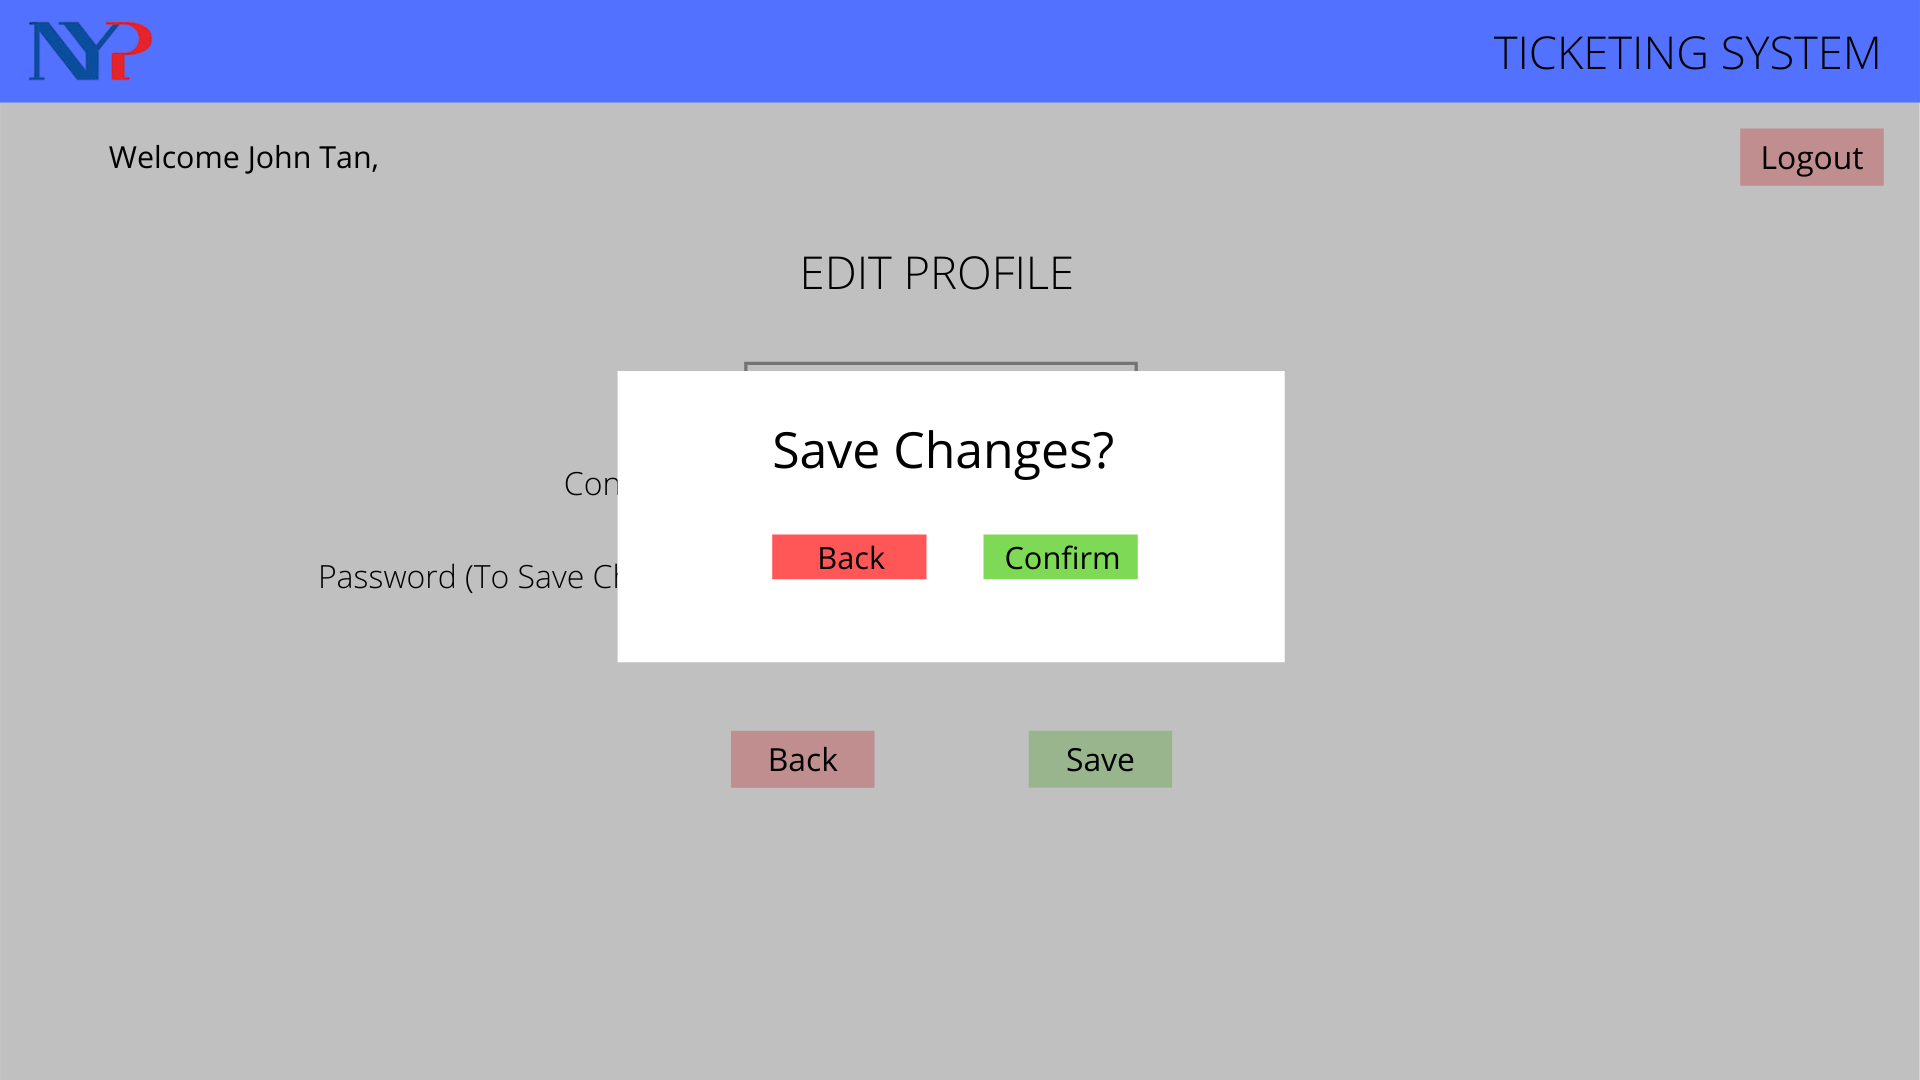 NYP
TICKETING SYSTEM
Welcome John Tan,
Logout
EDIT PROFILE
Save Changes?
Con
Back Confirm
Password (To Save Ch
Back Save